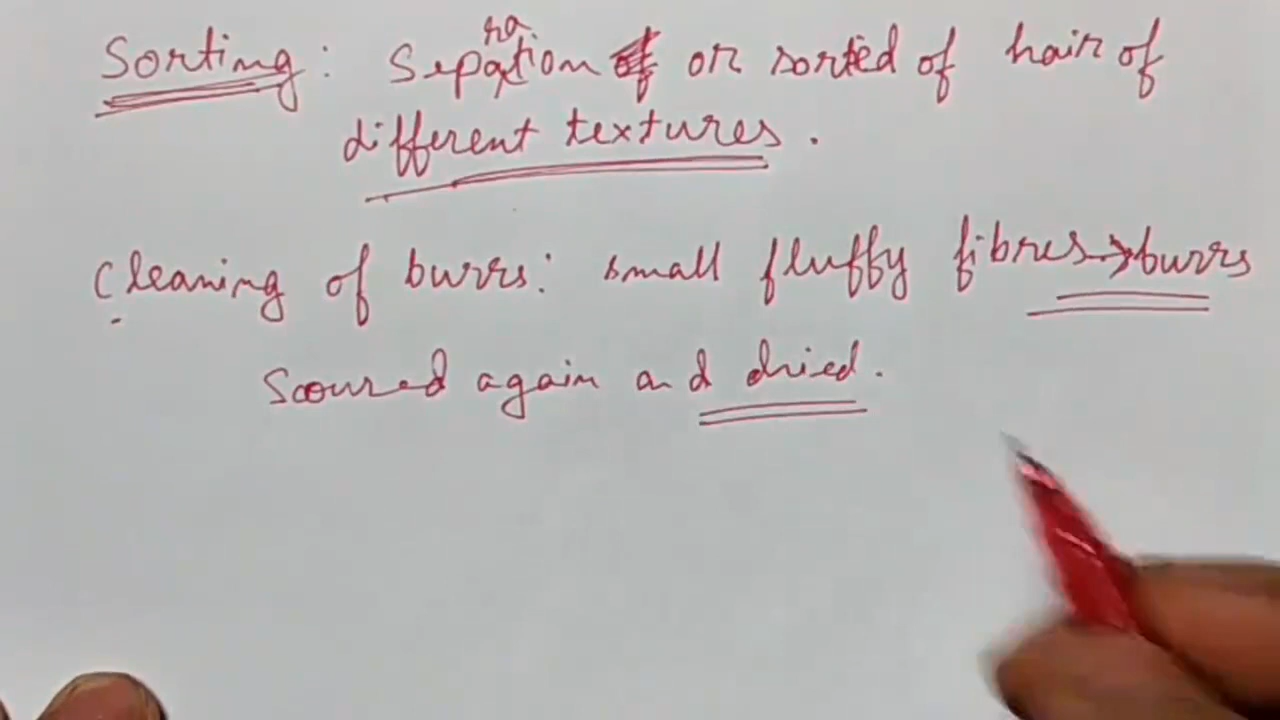 Sorting: Separation or sorted of hair of
different textures.
Cleaning of burrs: small fluffy fibres → burrs
Scoured again and dried.